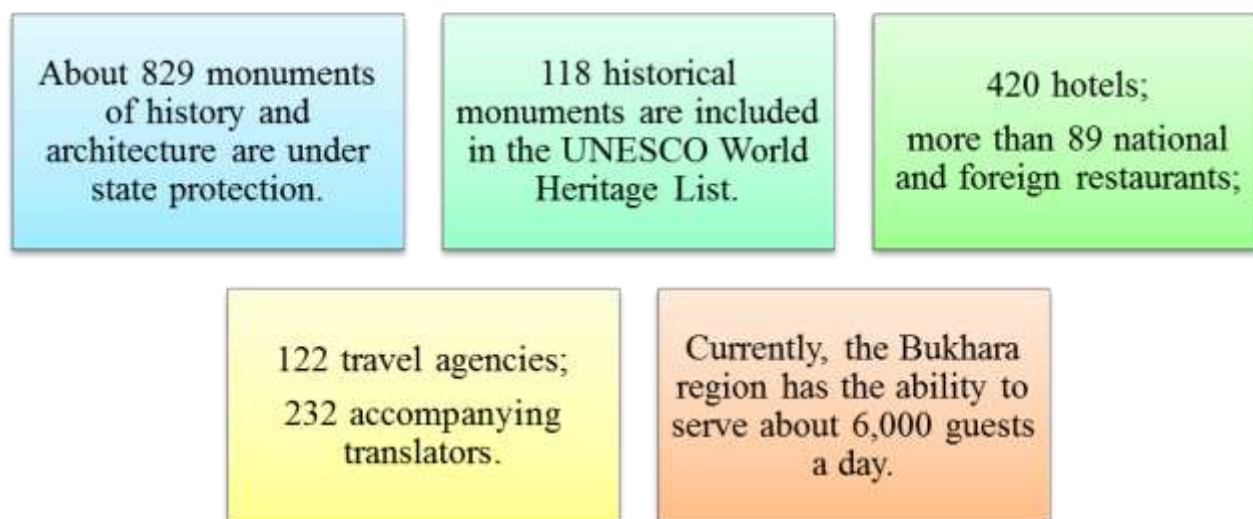 About 829 monuments
of history and
architecture are under
state protection.
118 historical
monuments are included
in the UNESCO World
Heritage List.
420 hotels;
more than 89 national
and foreign restaurants;
122 travel agencies;
232 accompanying
translators.
Currently, the Bukhara
region has the ability to
serve about 6,000 guests
a day.